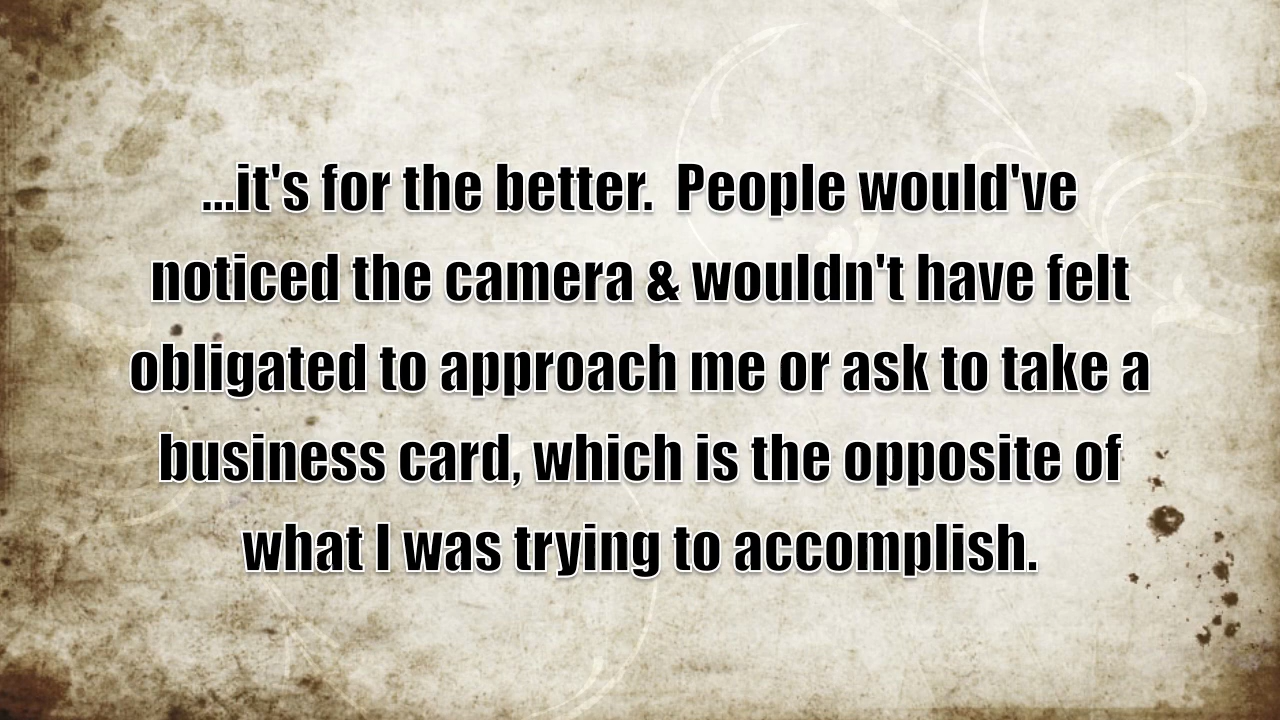 ...it's for the better.  People would've
noticed the camera & wouldn't have felt
obligated to approach me or ask to take a
business card, which is the opposite of
what I was trying to accomplish.